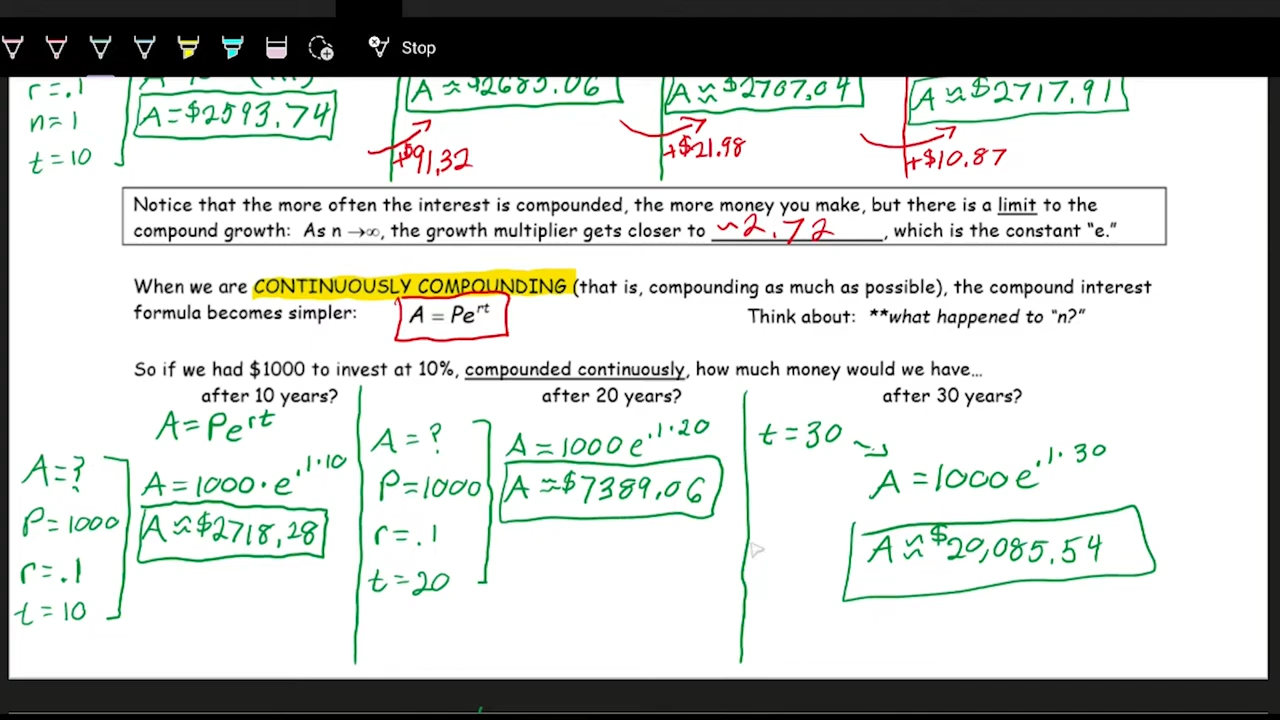 Stop
A ≈ $2685.06
A ≈ $2707.04
A ≈ $2717.91
r = .1
n = 1
t = 10
A = $2593.74
+$91.32
+$21.98
+$10.87
Notice that the more often the interest is compounded, the more money you make, but there is a limit to the
compound growth: As n →∞, the growth multiplier gets closer to ~2.72, which is the constant “e.”
When we are CONTINUOUSLY COMPOUNDING (that is, compounding as much as possible), the compound interest
formula becomes simpler: A = Pe^rt Think about: **what happened to “n?”
So if we had $1000 to invest at 10%, compounded continuously, how much money would we have…
after 10 years?
A = Pe^rt
A = ?
P = 1000
r = .1
t = 10
A = 1000 · e^.1·10
A ≈ $2718.28
after 20 years?
A = ?
P = 1000
r = .1
t = 20
A = 1000e^.1·20
A ≈ $7389.06
after 30 years?
t = 30
A = 1000e^.1·30
A ≈ $20,085.54